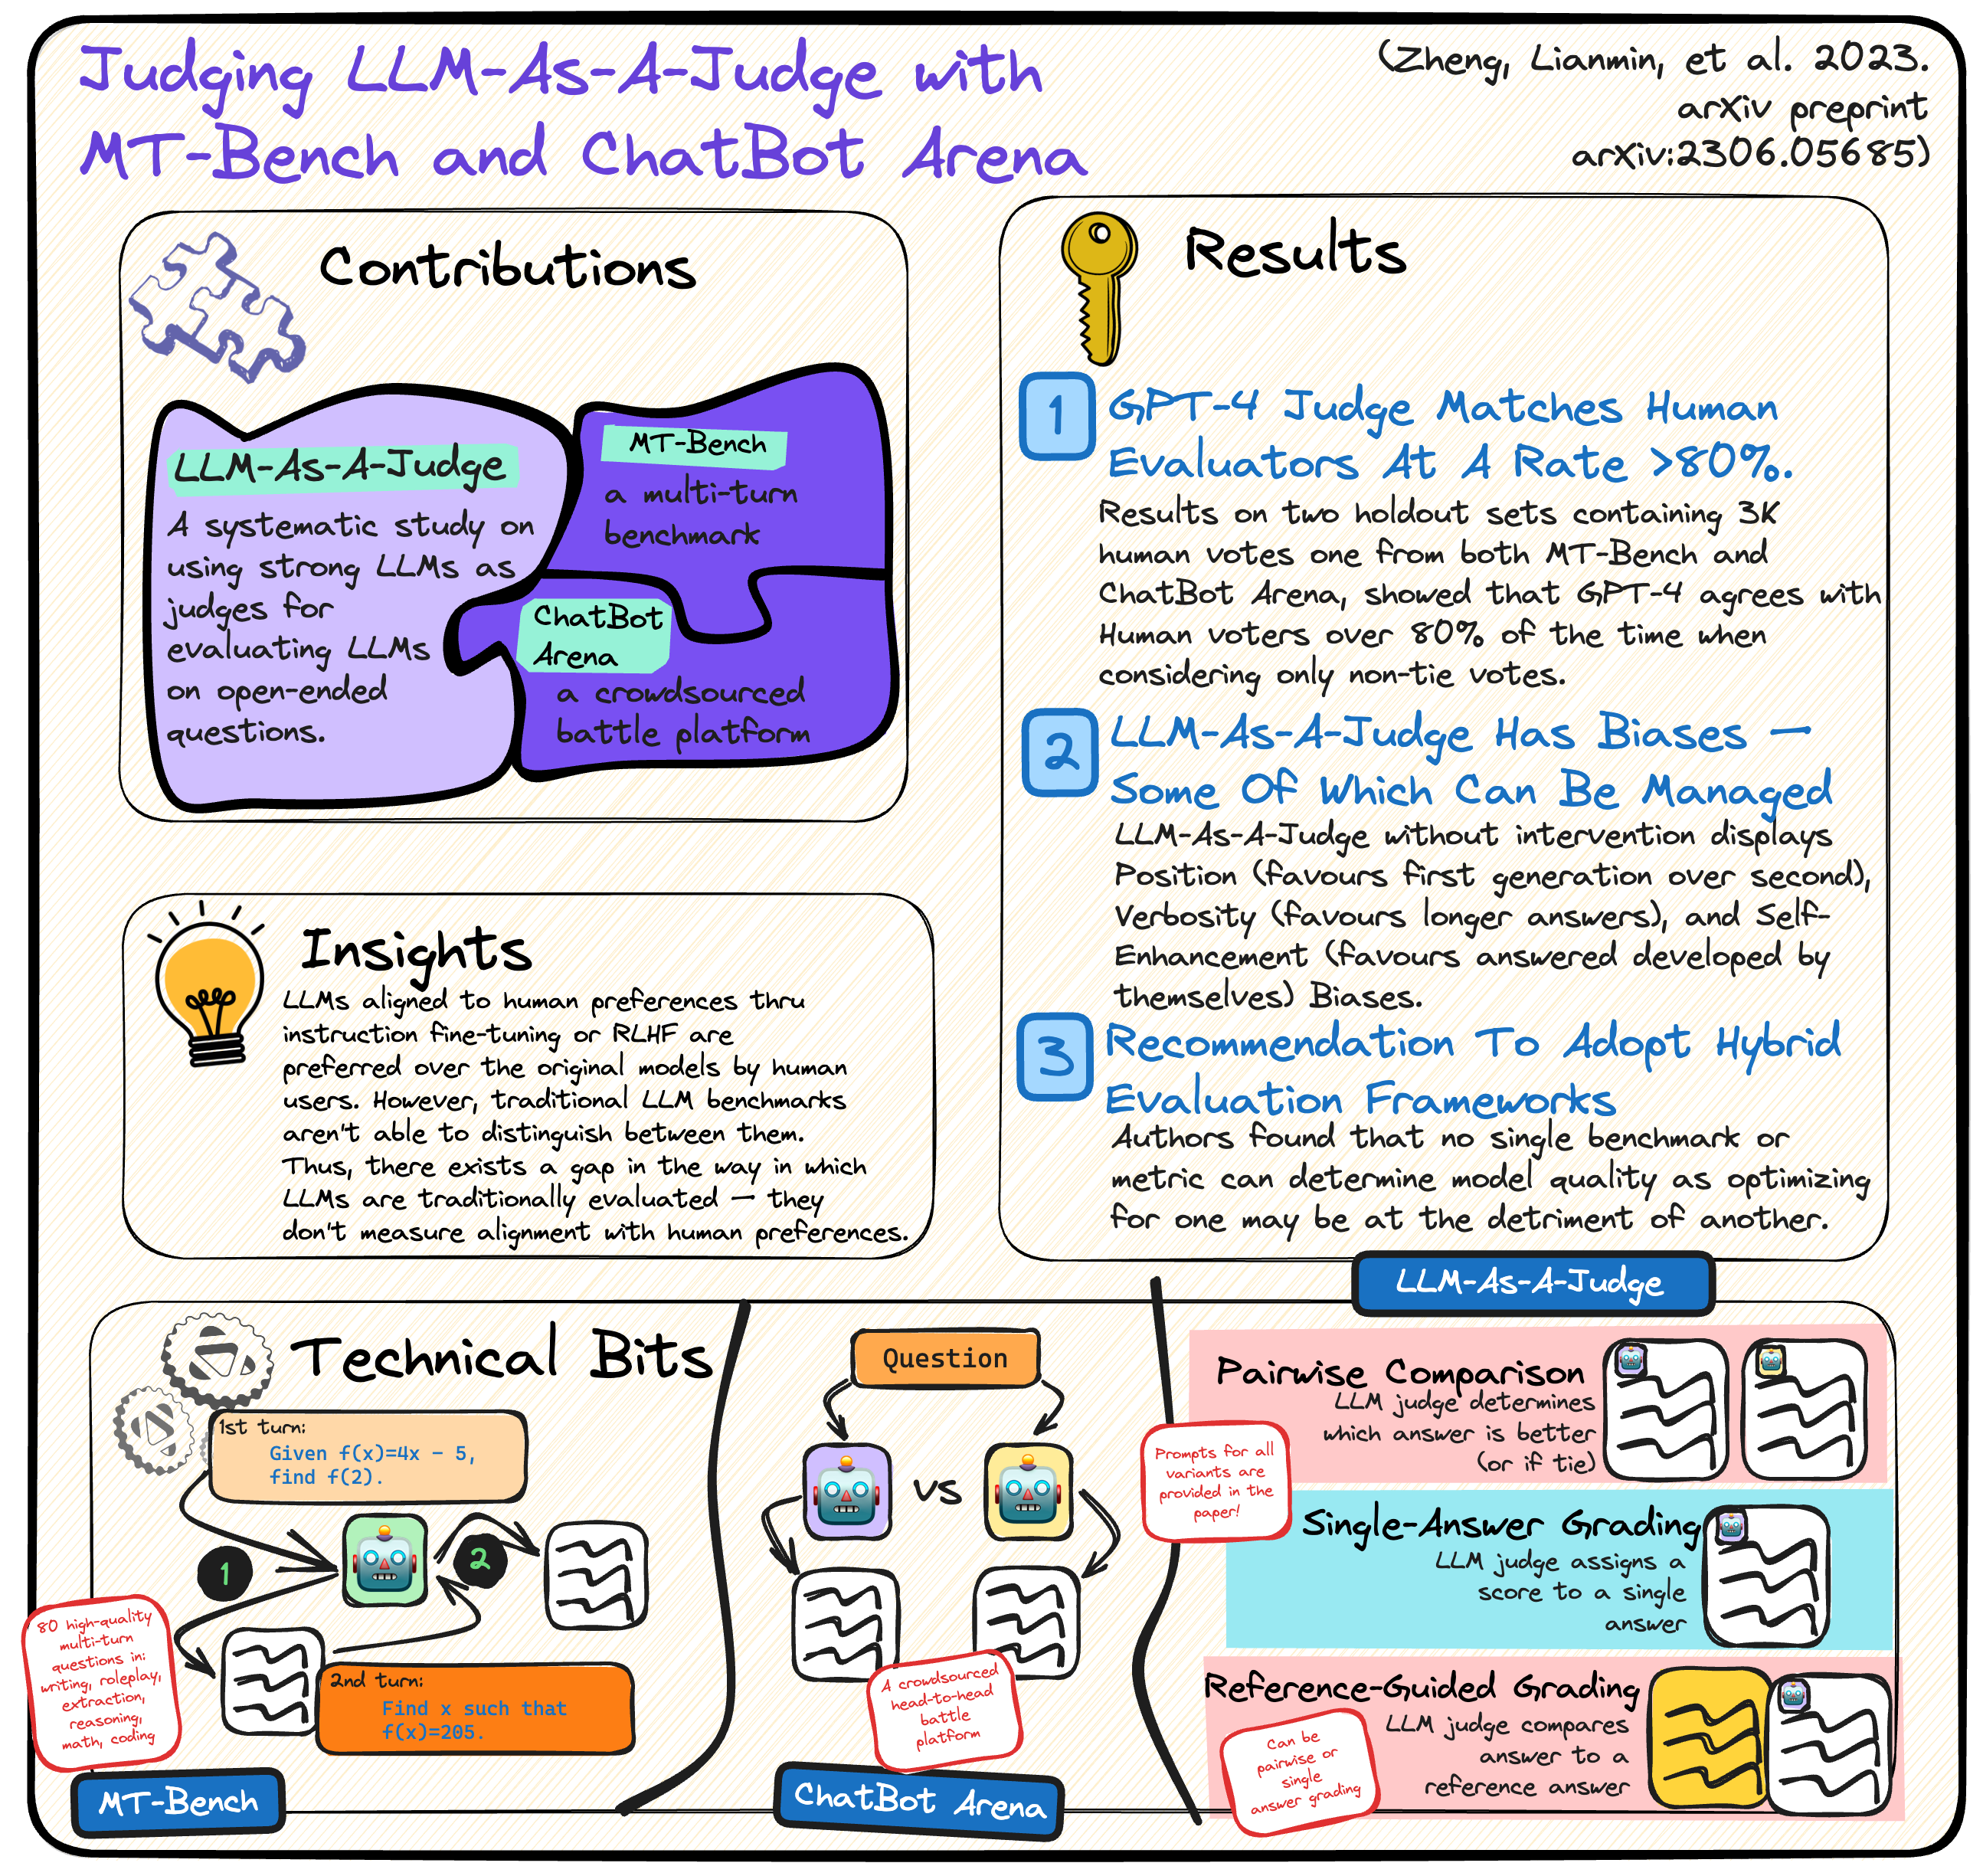 Judging LLM-As-A-Judge with
MT-Bench and ChatBot Arena
(Zheng, Lianmin, et al. 2023.
arXiv preprint
arXiv:2306.05685)
Contributions
LLM-As-A-Judge
A systematic study on
using strong LLMs as
judges for
evaluating LLMs
on open-ended
questions.
MT-Bench
a multi-turn
benchmark
ChatBot
Arena
a crowdsourced
battle platform
Insights
LLMs aligned to human preferences thru
instruction fine-tuning or RLHF are
preferred over the original models by human
users. However, traditional LLM benchmarks
aren't able to distinguish between them.
Thus, there exists a gap in the way in which
LLMs are traditionally evaluated — they
don't measure alignment with human preferences.
Results
1
GPT-4 Judge Matches Human
Evaluators At A Rate >80%.
Results on two holdout sets containing 3K
human votes one from both MT-Bench and
ChatBot Arena, showed that GPT-4 agrees with
Human voters over 80% of the time when
considering only non-tie votes.
2
LLM-As-A-Judge Has Biases —
Some Of Which Can Be Managed
LLM-As-A-Judge without intervention displays
Position (favours first generation over second),
Verbosity (favours longer answers), and Self-
Enhancement (favours answered developed by
themselves) Biases.
3
Recommendation To Adopt Hybrid
Evaluation Frameworks
Authors found that no single benchmark or
metric can determine model quality as optimizing
for one may be at the detriment of another.
Technical Bits
1st turn:
Given f(x)=4x - 5,
find f(2).
1
2
80 high-quality
multi-turn
questions in:
writing, roleplay,
extraction,
reasoning,
math, coding
2nd turn:
Find x such that
f(x)=205.
MT-Bench
Question
vs
A crowdsourced
head-to-head
battle
platform
ChatBot Arena
LLM-As-A-Judge
Pairwise Comparison
LLM judge determines
which answer is better
(or if tie)
Prompts for all
variants are
provided in the
paper!
Single-Answer Grading
LLM judge assigns a
score to a single
answer
Reference-Guided Grading
LLM judge compares
answer to a
reference answer
Can be
pairwise or
single
answer grading